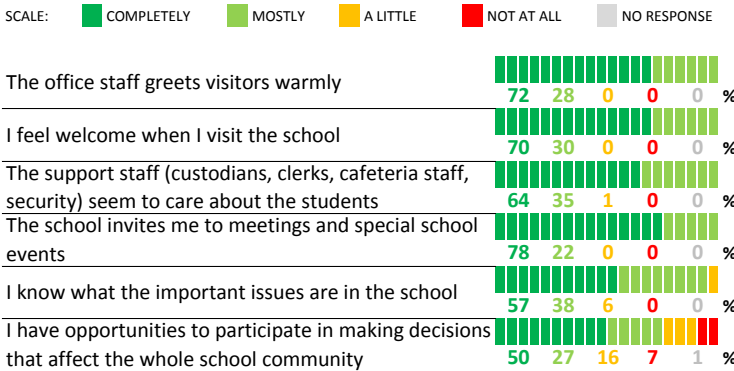 SCALE: COMPLETELY MOSTLY A LITTLE NOT AT ALL NO RESPONSE
The office staff greets visitors warmly
72 28 0 0 0 %
I feel welcome when I visit the school
70 30 0 0 0 %
The support staff (custodians, clerks, cafeteria staff,
security) seem to care about the students
64 35 1 0 0 %
The school invites me to meetings and special school
events
78 22 0 0 0 %
I know what the important issues are in the school
57 38 6 0 0 %
I have opportunities to participate in making decisions
that affect the whole school community
50 27 16 7 1 %